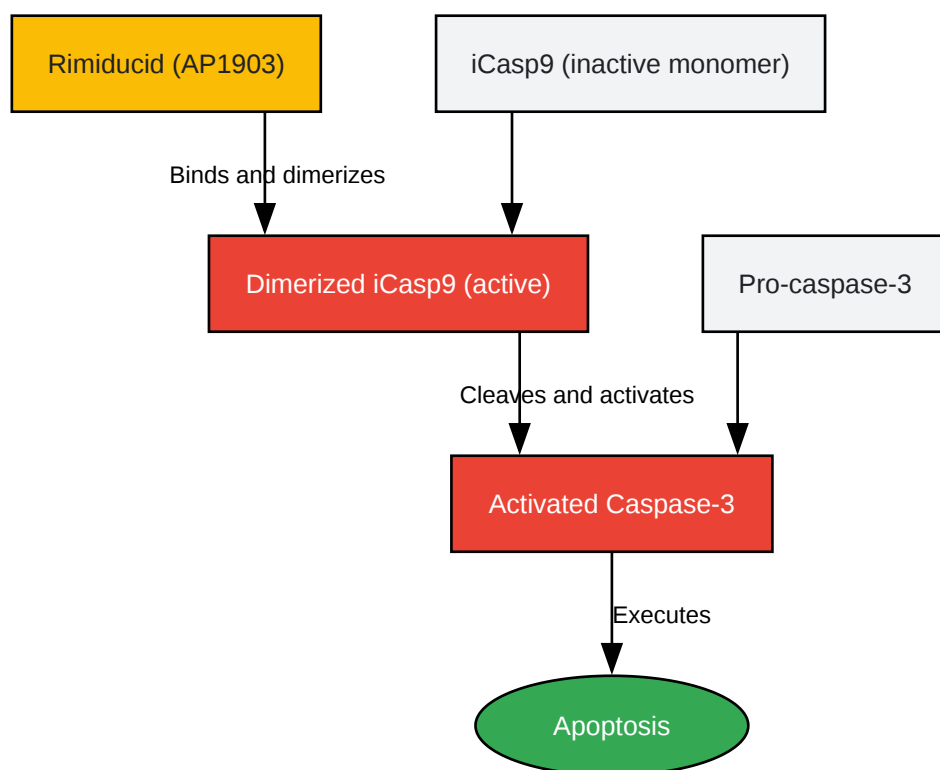 Rimiducid (AP1903)
iCasp9 (inactive monomer)
Binds and dimerizes
Dimerized iCasp9 (active)
Pro-caspase-3
Cleaves and activates
Activated Caspase-3
Executes
Apoptosis